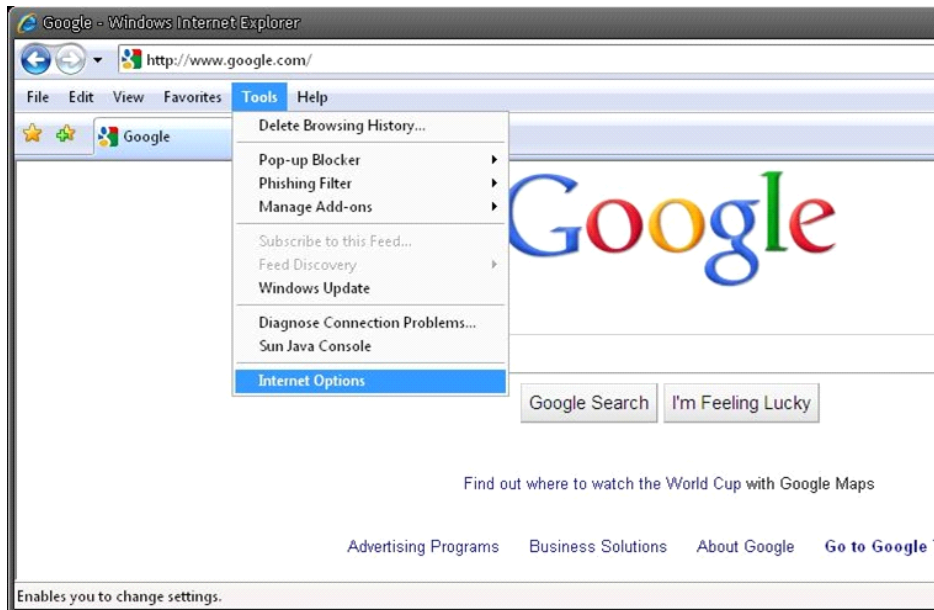 Google - Windows Internet Explorer
http://www.google.com/
File Edit View Favorites Tools Help
Google
Delete Browsing History...
Pop-up Blocker
Phishing Filter
Manage Add-ons
Subscribe to this Feed...
Feed Discovery
Windows Update
Diagnose Connection Problems...
Sun Java Console
Internet Options
Google
Google Search I'm Feeling Lucky
Find out where to watch the World Cup with Google Maps
Advertising Programs Business Solutions About Google Go to Google
Enables you to change settings.